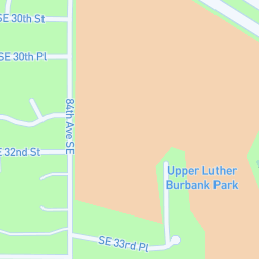 SE 30th St
SE 30th Pl
84th Ave SE
SE 32nd St
Upper Luther
Burbank Park
SE 33rd Pl